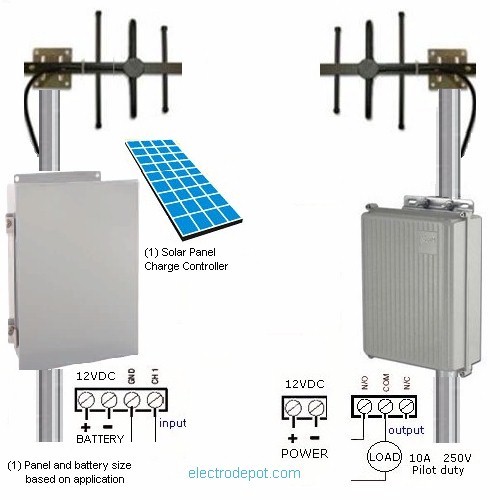 (1) Solar Panel
Charge Controller
12VDC
GND
CH 1
+ -
BATTERY
input
(1) Panel and battery size
based on application
12VDC
+ -
POWER
N/O
COM
N/C
output
LOAD
10A 250V
Pilot duty
electrodepot.com